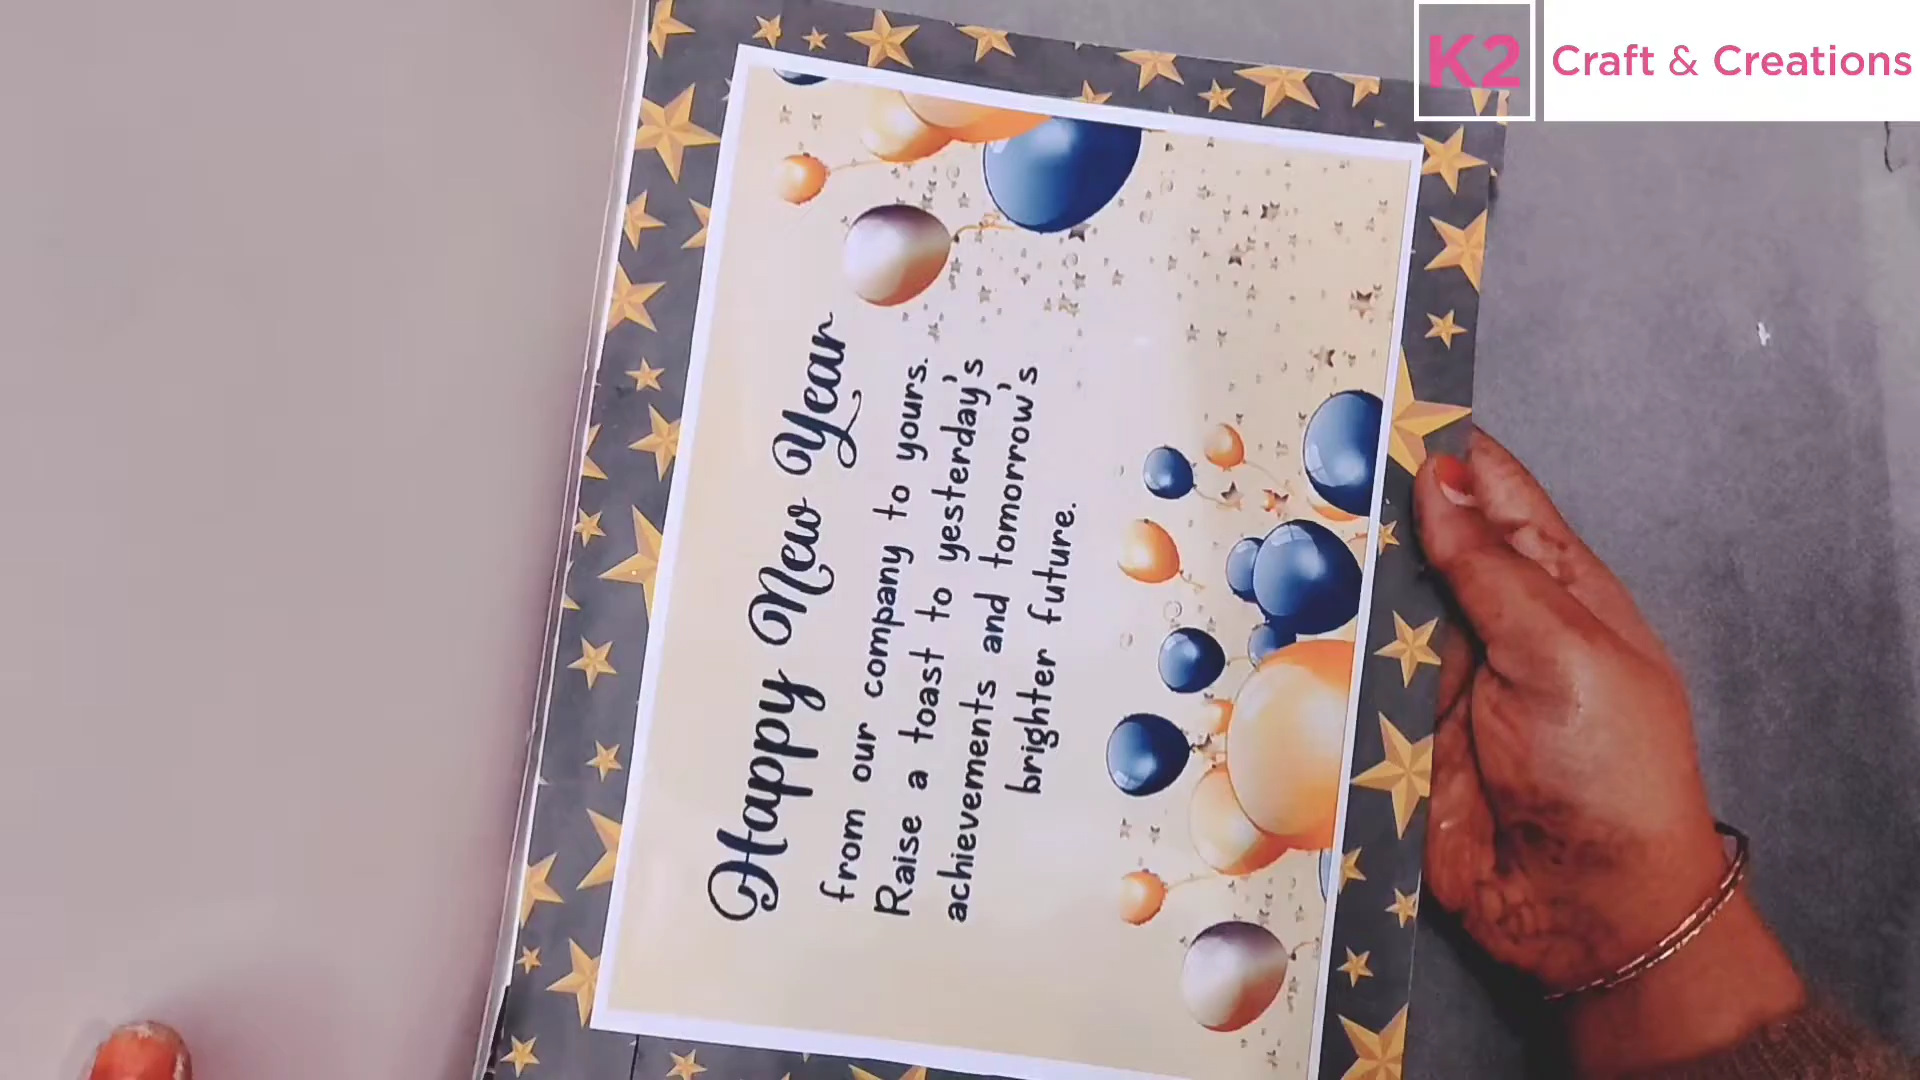 K2 Craft & Creations
Happy New Year
from our company to yours.
Raise a toast to yesterday's
achievements and tomorrow's
brighter future.